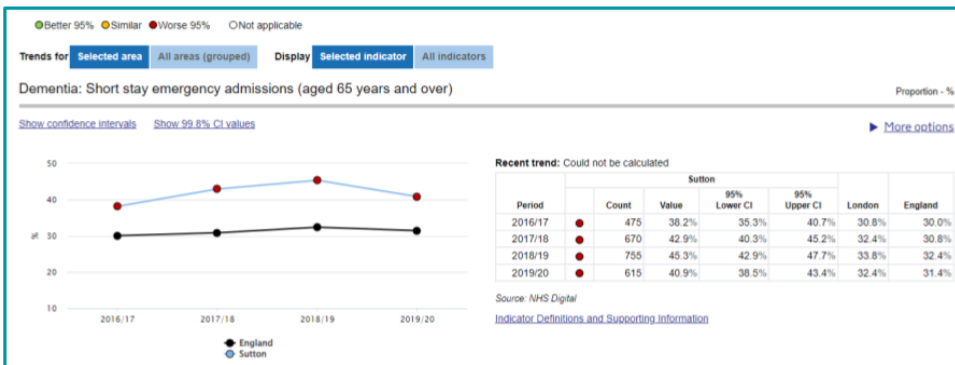 Better 95% Similar Worse 95% Not applicable
Trends for Selected area All areas (grouped) Display Selected indicator All indicators
Dementia: Short stay emergency admissions (aged 65 years and over) Proportion - %
Show confidence intervals Show 99.8% CI values More options
50
40
30
20
10
%
2016/17 2017/18 2018/19 2019/20
England
Sutton
Recent trend: Could not be calculated
Sutton
Period Count Value 95% Lower CI 95% Upper CI London England
2016/17 475 38.2% 35.3% 40.7% 30.8% 30.0%
2017/18 670 42.9% 40.3% 45.2% 32.4% 30.8%
2018/19 755 45.3% 42.9% 47.7% 33.8% 32.4%
2019/20 615 40.9% 38.5% 43.4% 32.4% 31.4%
Source: NHS Digital
Indicator Definitions and Supporting Information